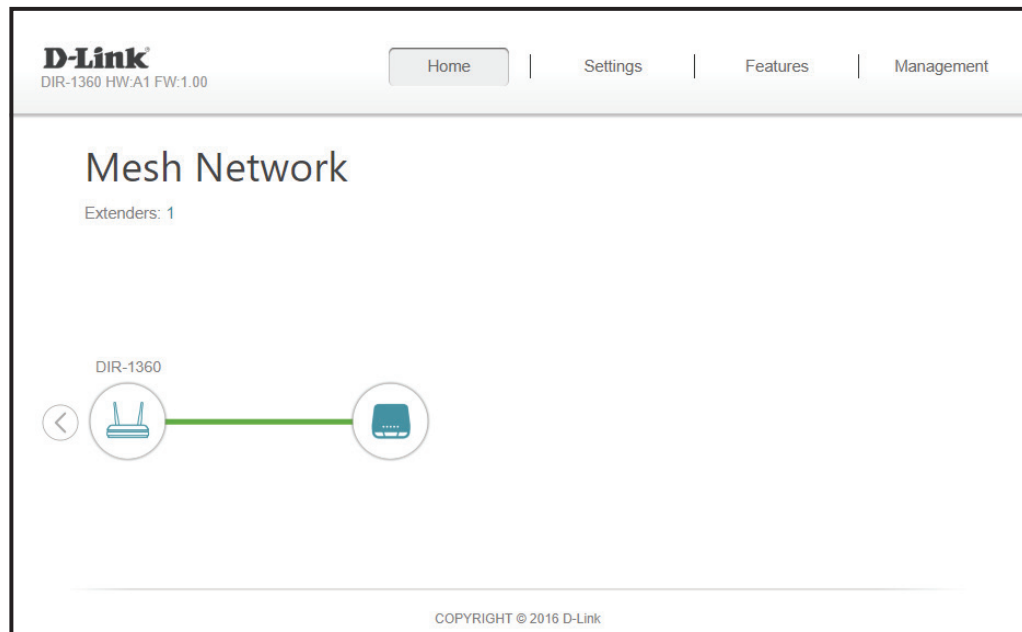 D-Link®
DIR-1360 HW:A1 FW:1.00
Home
Settings
Features
Management
Mesh Network
Extenders: 1
DIR-1360
COPYRIGHT © 2016 D-Link